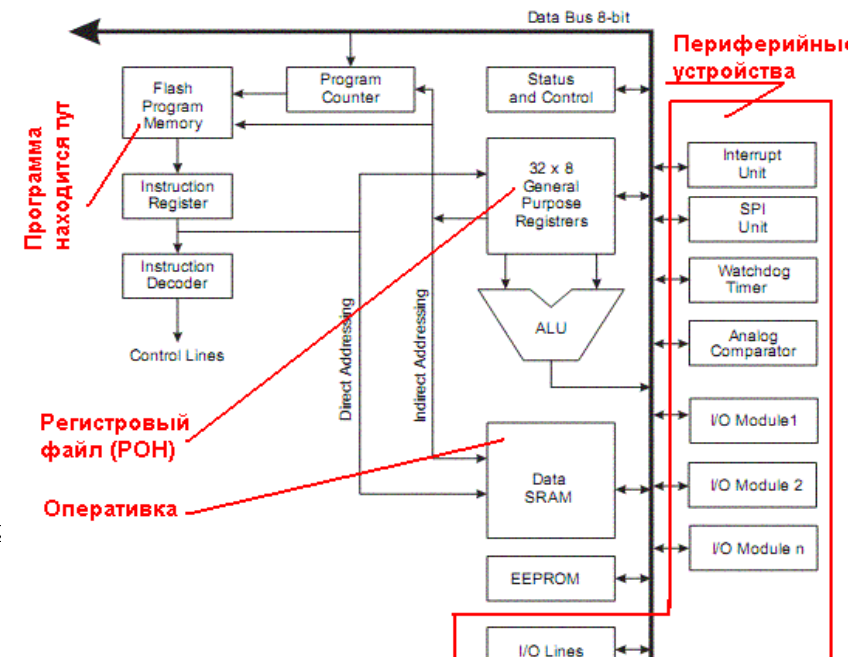 Data Bus 8-bit
Периферийные
устройства
Flash
Program
Memory
Program
Counter
Status
and Control
Программа
находится тут
Instruction
Register
32 x 8
General
Purpose
Registrers
Interrupt
Unit
SPI
Unit
Instruction
Decoder
Watchdog
Timer
Control Lines
Direct Addressing
Indirect Addressing
ALU
Analog
Comparator
Регистровый
файл (РОН)
I/O Module1
Оперативка
Data
SRAM
I/O Module 2
I/O Module n
EEPROM
I/O Lines